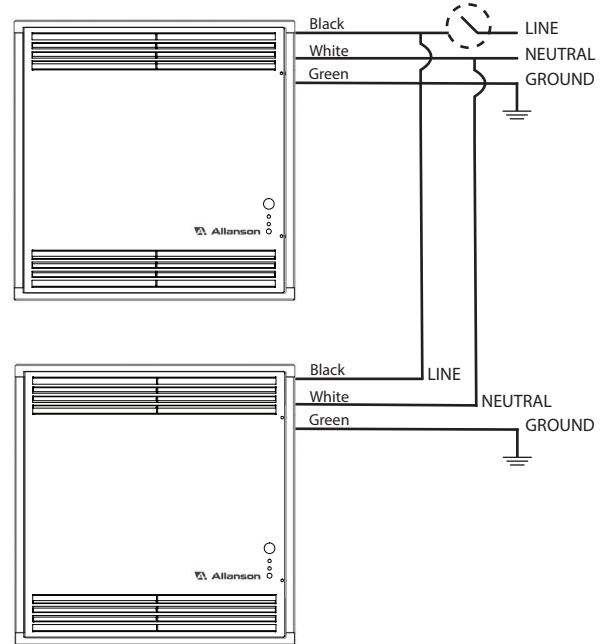 Black
LINE
White
NEUTRAL
Green
GROUND
Allanson
Black
LINE
White
NEUTRAL
Green
GROUND
Allanson